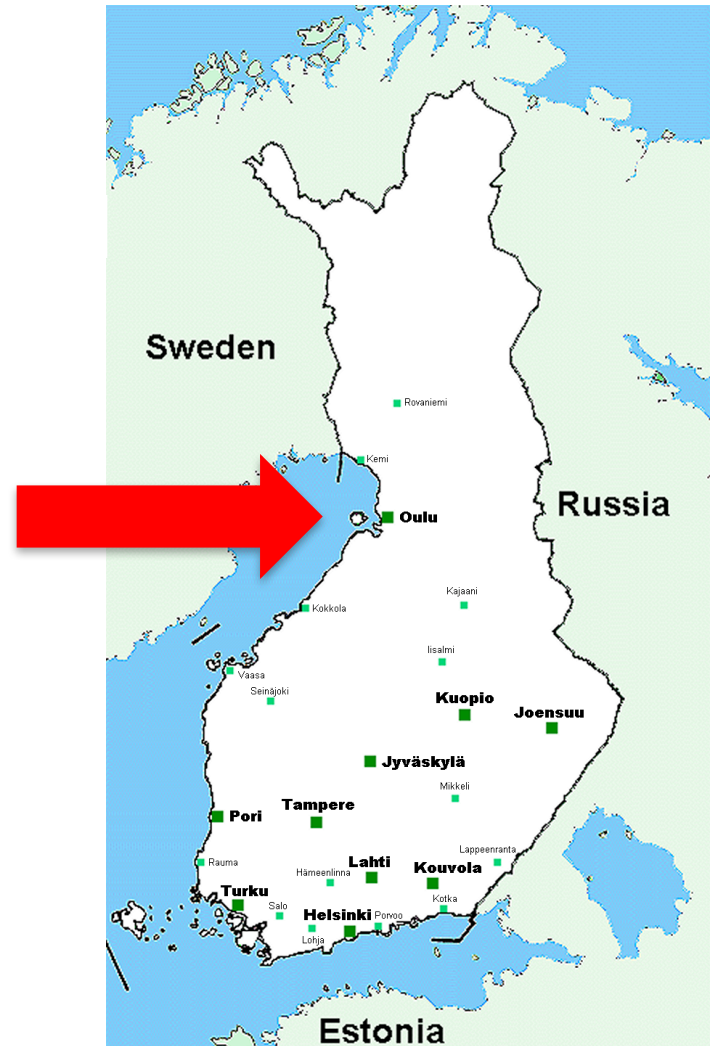 Sweden
Rovaniemi
Kemi
Russia
Oulu
Kajaani
Kokkola
Iisalmi
Vaasa
Seinäjoki
Kuopio
Joensuu
Jyväskylä
Mikkeli
Tampere
Pori
Lappeenranta
Rauma
Lahti
Hämeenlinna
Kouvola
Turku
Kotka
Salo
Helsinki
Porvoo
Lohja
Estonia